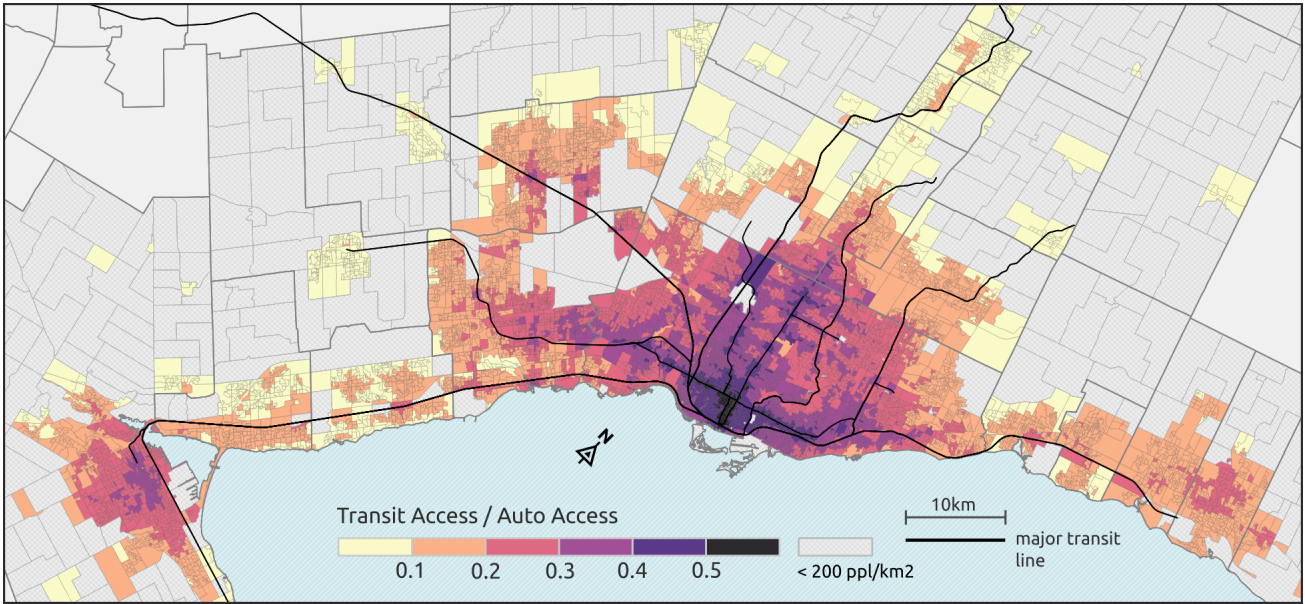 N
Transit Access / Auto Access
0.1 0.2 0.3 0.4 0.5
< 200 ppl/km2
10km
major transit
line